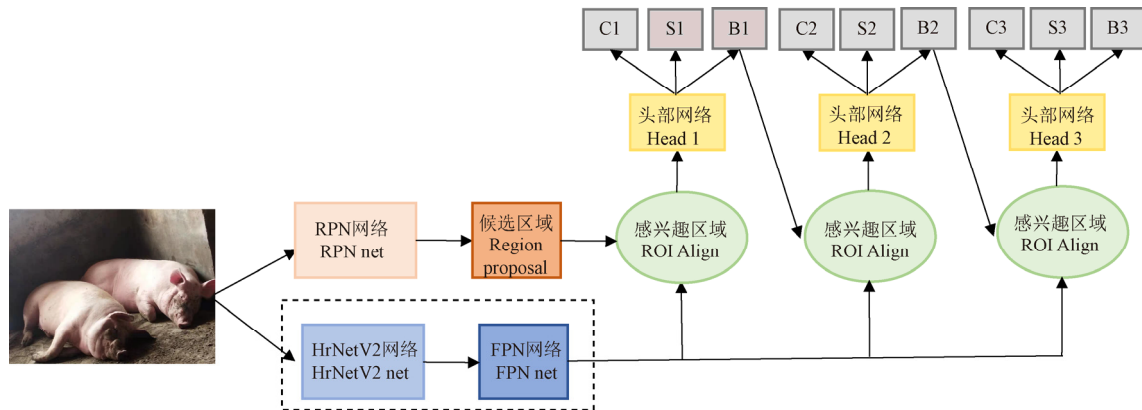 C1
S1
B1
C2
S2
B2
C3
S3
B3
头部网络
Head 1
头部网络
Head 2
头部网络
Head 3
RPN网络
RPN net
候选区域
Region
proposal
感兴趣区域
ROI Align
感兴趣区域
ROI Align
感兴趣区域
ROI Align
HrNetV2网络
HrNetV2 net
FPN网络
FPN net